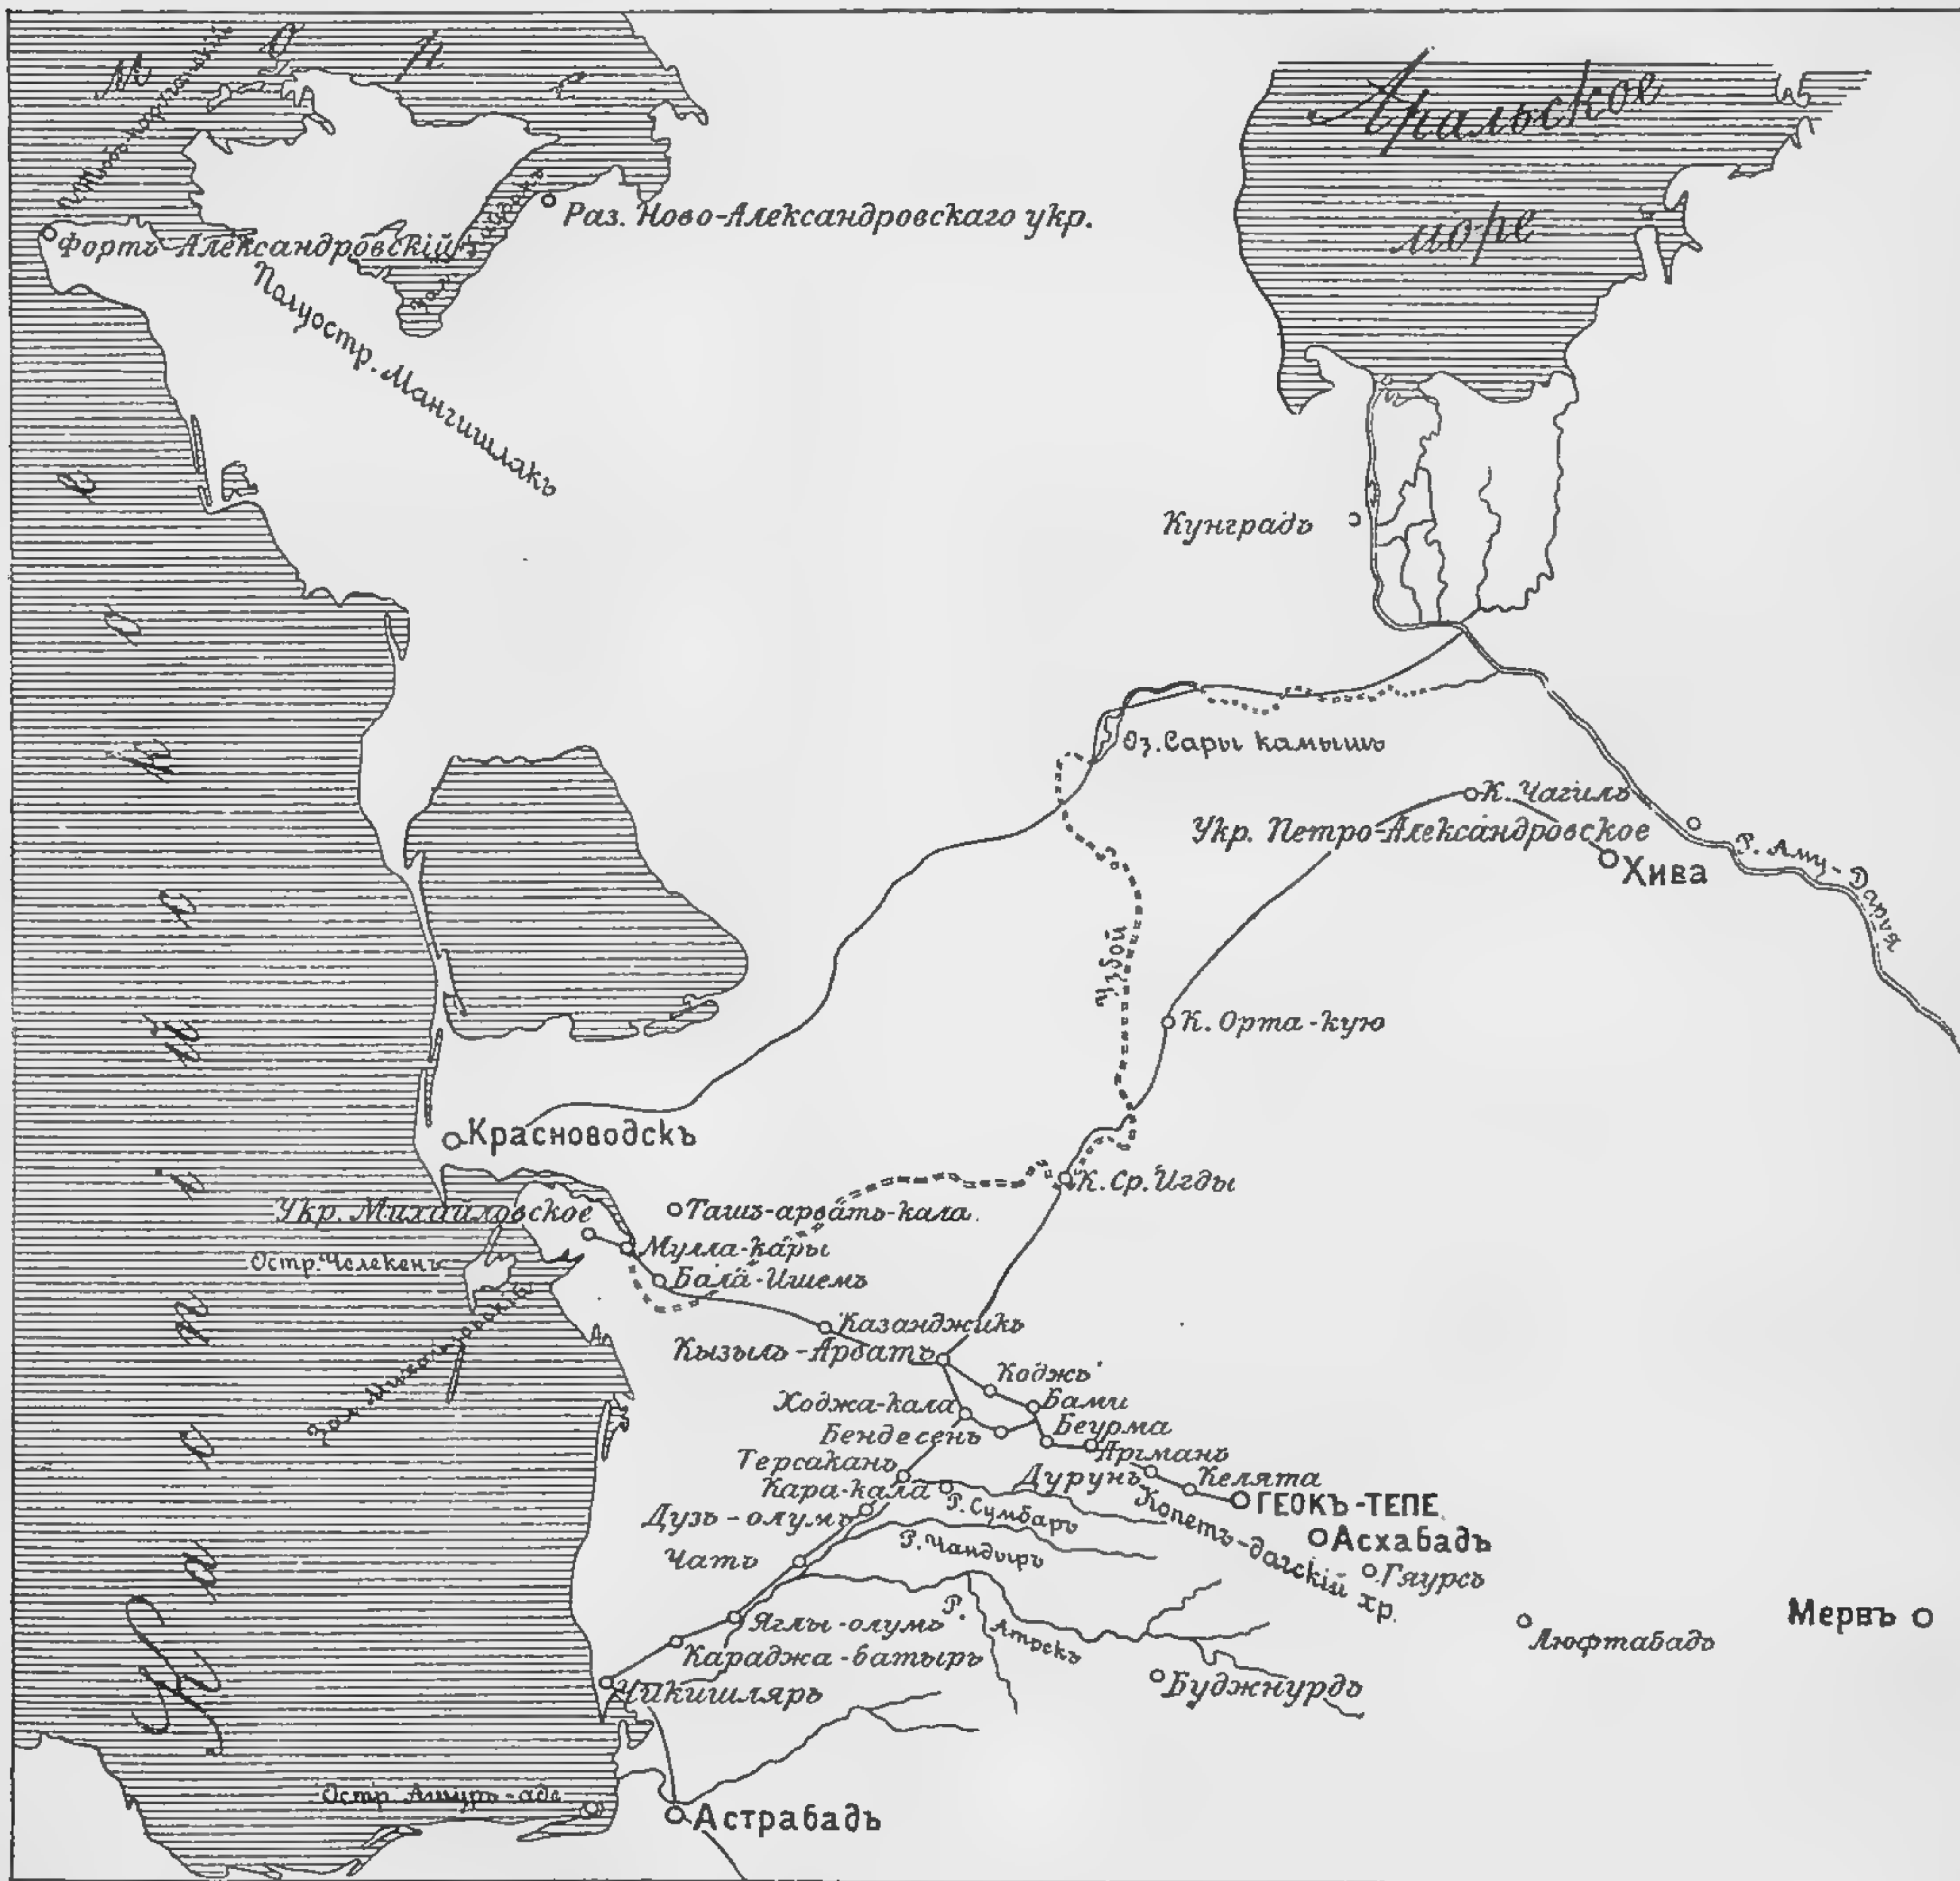 Аральское
море
Раз. Ново-Александровскаго укр.
Фортъ-Александровскій
Полуостр. Мангишлакъ
Кунградъ
Оз. Сары камышъ
К. Чагилъ
Укр. Петро-Александровское
Хива
Р. Аму-Дарья
Узбой
К. Орта-кую
Красноводскъ
К. Ср. Игды
Укр. Михайловское
Ташъ-арватъ-кала.
Мулла-кары
Остр. Челекенъ
Бала-Ишемъ
Казанджикъ
Кызылъ-Арбатъ
Коджъ
Ходжа-кала
Бами
Бендесенъ
Беурма
Арчманъ
Терсаканъ
Дурунъ
Келята
Кара-кала
ГЕОКЪ-ТЕПЕ
Р. Сумбаръ
Копетъ-дагскій хр.
Дузъ-олумъ
Асхабадъ
Чатъ
Р. Чандыръ
Гяурсъ
Мервъ
Яглы-олумъ
Р. Атрекъ
Люфтабадъ
Караджа-батыръ
Буджнурдъ
Чикишляръ
Остр. Ашуръ-аде
Астрабадъ